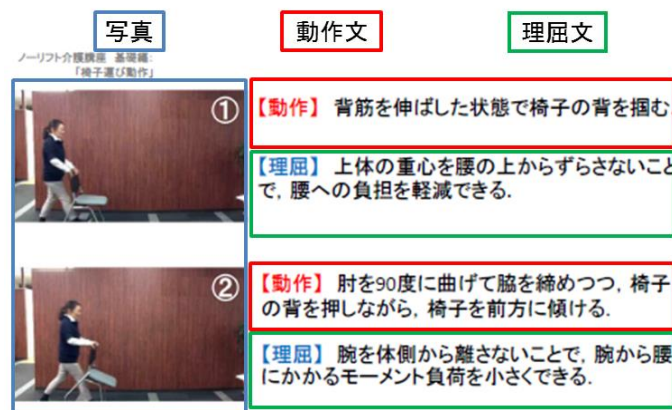 写真
動作文
理屈文
ノーリフト介護講座 基礎編:
「椅子運び動作」
①
【動作】 背筋を伸ばした状態で椅子の背を掴む
【理屈】 上体の重心を腰の上からずらさないこと
で, 腰への負担を軽減できる.
②
【動作】 肘を90度に曲げて脇を締めつつ, 椅子
の背を押しながら, 椅子を前方に傾ける.
【理屈】 腕を体側から離さないことで, 腕から腰
にかかるモーメント負荷を小さくできる.